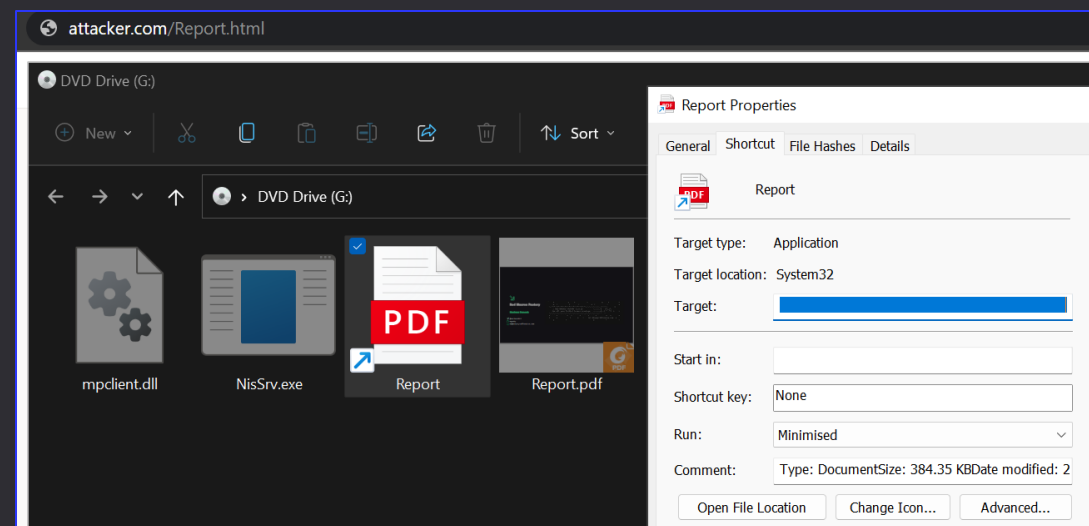 attacker.com/Report.html
DVD Drive (G:)
New
Sort
DVD Drive (G:)
mpclient.dll
NisSrv.exe
PDF
Report
PDF
Report.pdf
Report Properties
General Shortcut File Hashes Details
PDF
Report
Target type: Application
Target location: System32
Target:
Start in:
Shortcut key: None
Run: Minimised
Comment: Type: DocumentSize: 384.35 KBDate modified: 2
Open File Location Change Icon... Advanced...